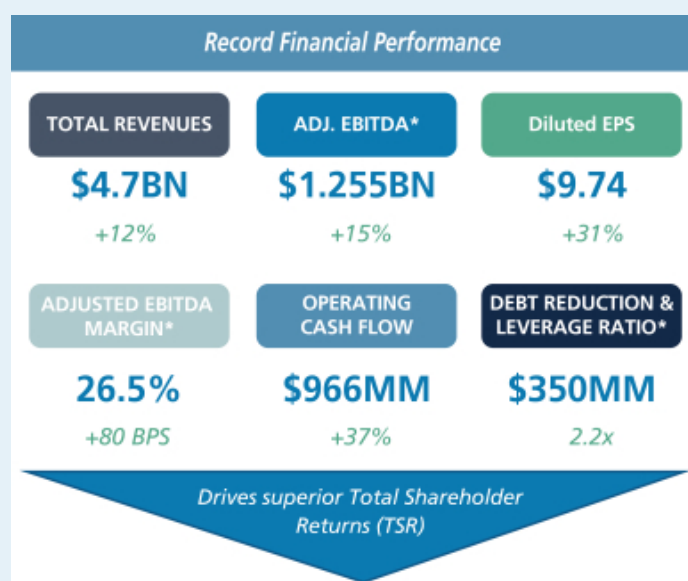 Record Financial Performance
TOTAL REVENUES
$4.7BN
+12%
ADJ. EBITDA*
$1.255BN
+15%
Diluted EPS
$9.74
+31%
ADJUSTED EBITDA
MARGIN*
26.5%
+80 BPS
OPERATING
CASH FLOW
$966MM
+37%
DEBT REDUCTION &
LEVERAGE RATIO*
$350MM
2.2x
Drives superior Total Shareholder
Returns (TSR)